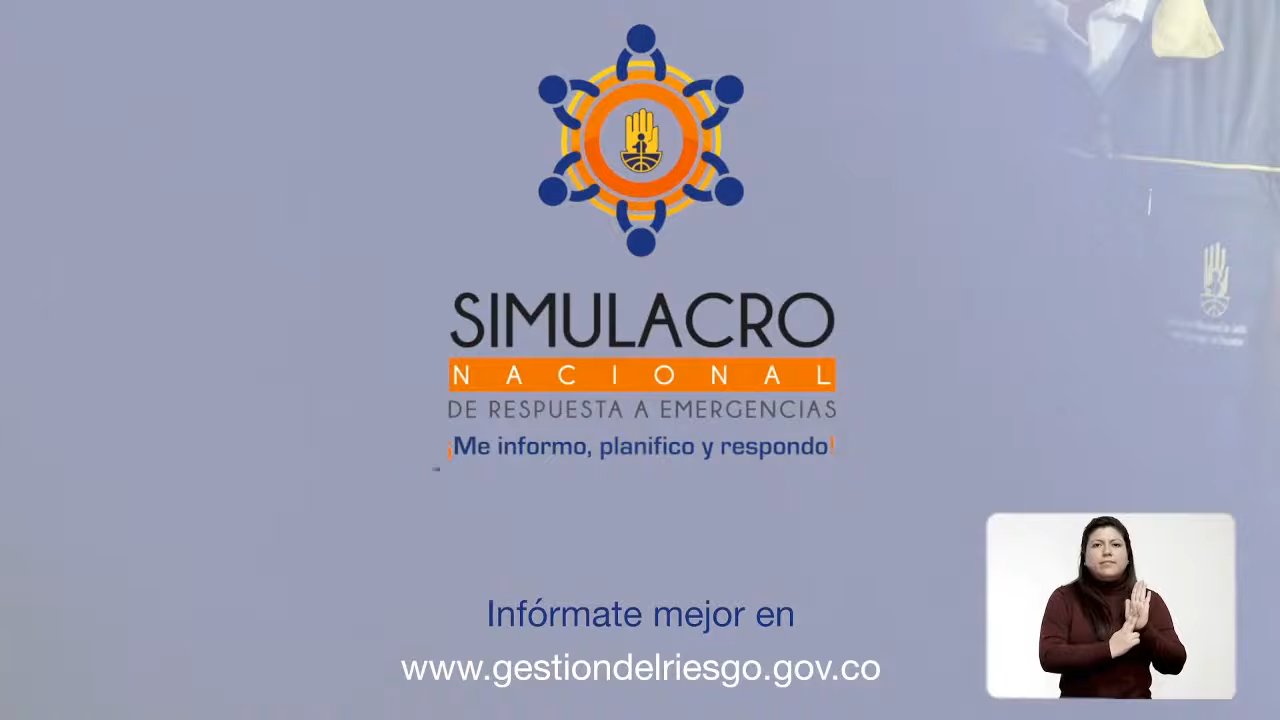 SIMULACRO
NACIONAL
DE RESPUESTA A EMERGENCIAS
¡Me informo, planifico y respondo!
Infórmate mejor en
www.gestiondelriesgo.gov.co